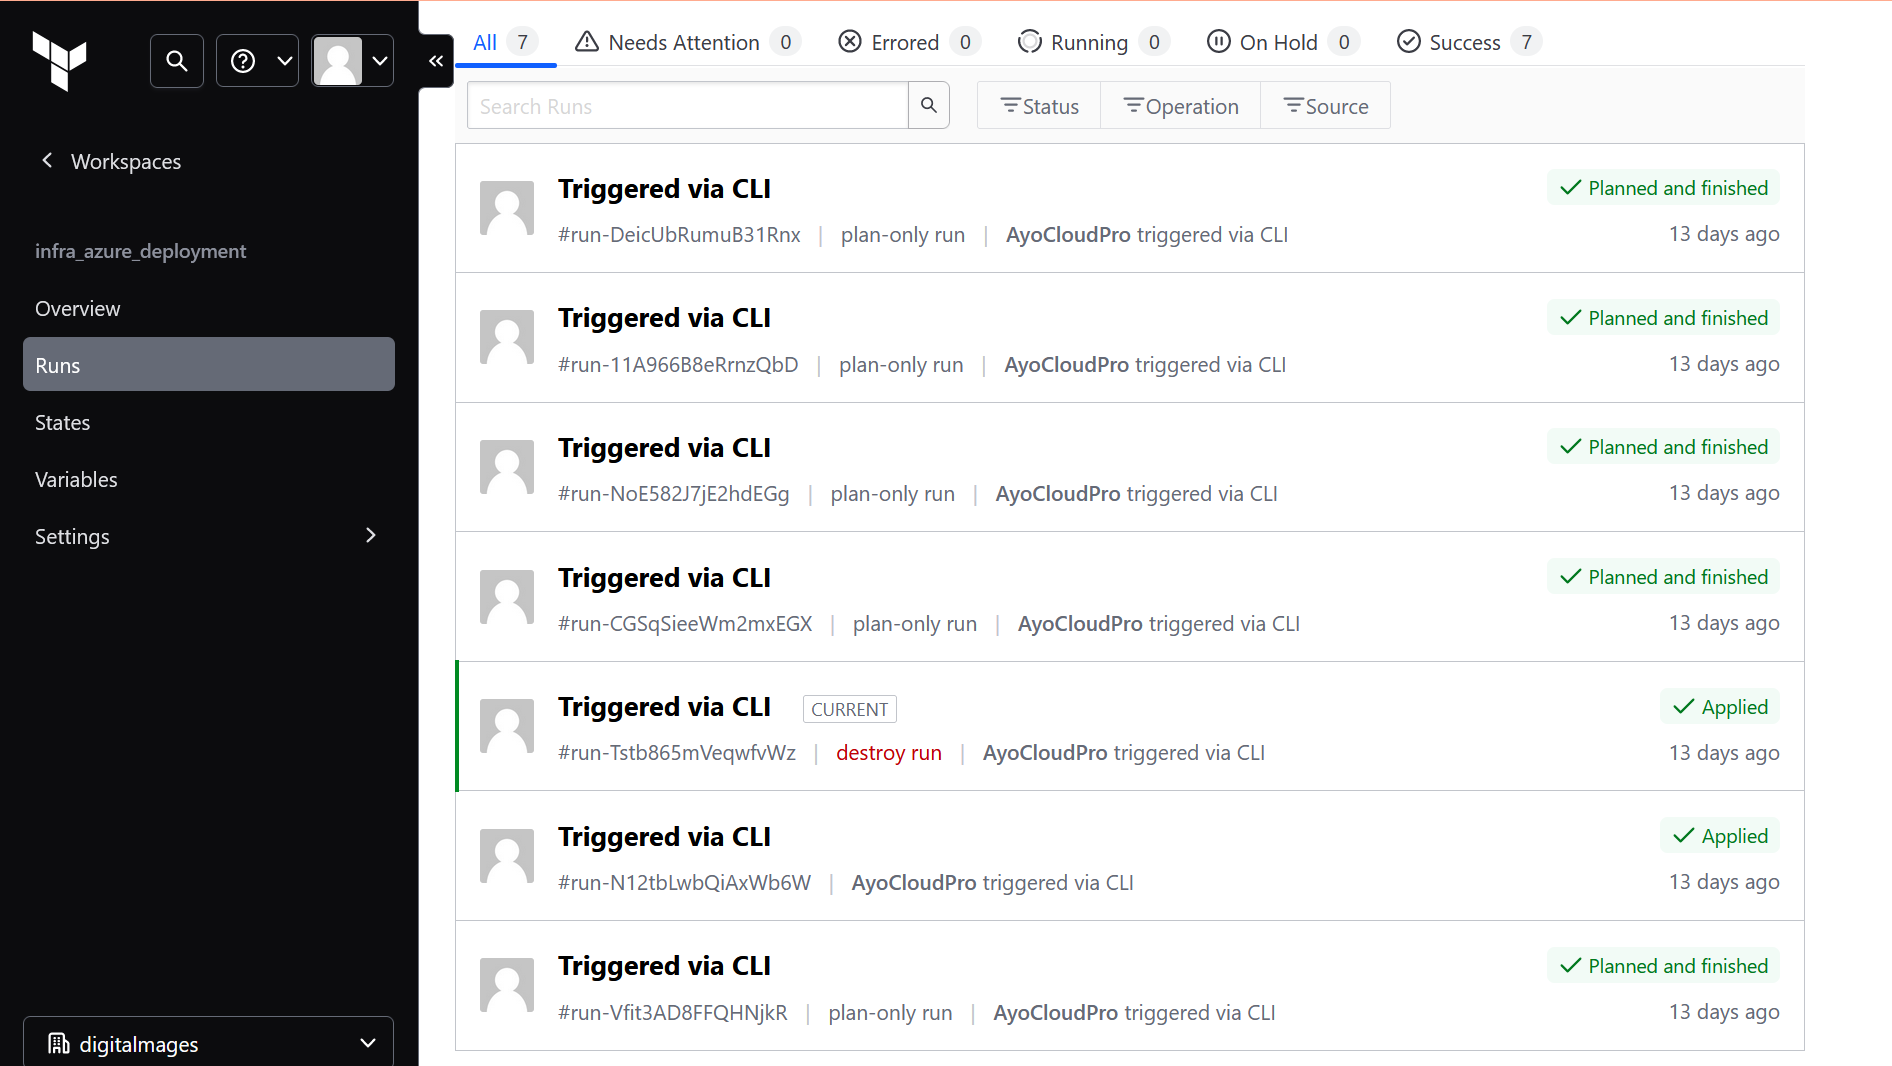 All 7 Needs Attention 0 Errored 0 Running 0 On Hold 0 Success 7
Search Runs Status Operation Source
Workspaces
infra_azure_deployment
Overview
Runs
States
Variables
Settings
digitalmages
Triggered via CLI Planned and finished
#run-DeicUbRumuB31Rnx | plan-only run | AyoCloudPro triggered via CLI 13 days ago
Triggered via CLI Planned and finished
#run-11A966B8eRrnzQbD | plan-only run | AyoCloudPro triggered via CLI 13 days ago
Triggered via CLI Planned and finished
#run-NoE582J7jE2hdEGg | plan-only run | AyoCloudPro triggered via CLI 13 days ago
Triggered via CLI Planned and finished
#run-CGSqSieeWm2mxEGX | plan-only run | AyoCloudPro triggered via CLI 13 days ago
Triggered via CLI CURRENT Applied
#run-Tstb865mVeqwfvWz | destroy run | AyoCloudPro triggered via CLI 13 days ago
Triggered via CLI Applied
#run-N12tbLwbQiAxWb6W | AyoCloudPro triggered via CLI 13 days ago
Triggered via CLI Planned and finished
#run-Vfit3AD8FFQHNjkR | plan-only run | AyoCloudPro triggered via CLI 13 days ago